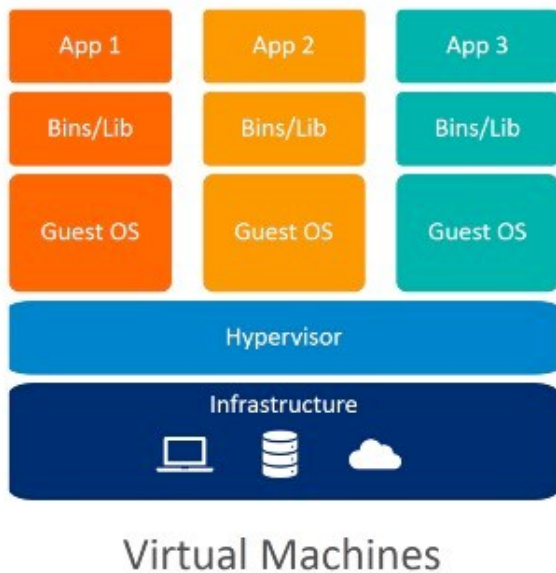 App 1
App 2
App 3
Bins/Lib
Bins/Lib
Bins/Lib
Guest OS
Guest OS
Guest OS
Hypervisor
Infrastructure
Virtual Machines